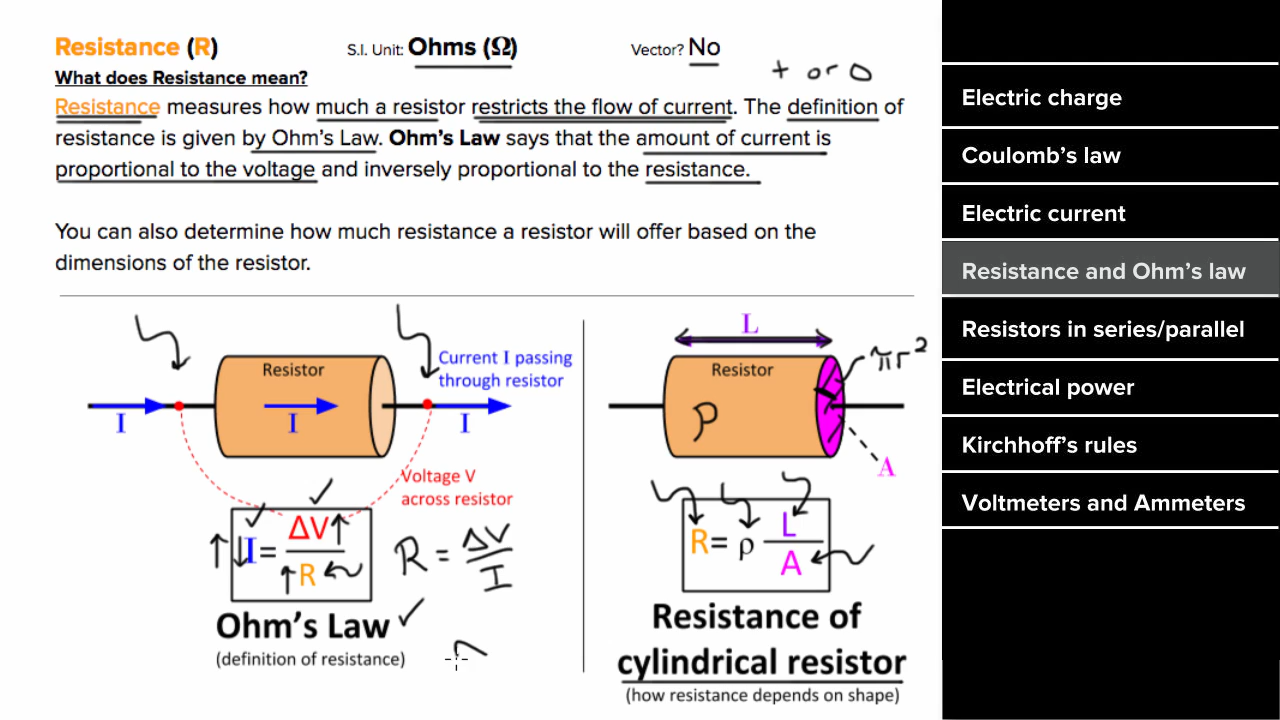 Resistance (R) S.I. Unit: Ohms (Ω) Vector? No
+ or 0
What does Resistance mean?
Resistance measures how much a resistor restricts the flow of current. The definition of
resistance is given by Ohm's Law. Ohm's Law says that the amount of current is
proportional to the voltage and inversely proportional to the resistance.
You can also determine how much resistance a resistor will offer based on the
dimensions of the resistor.
Resistor
Current I passing
through resistor
I
I
I
Voltage V
across resistor
I = ΔV / R
R = ΔV / I
Ohm's Law
(definition of resistance)
L
Resistor
πr²
ρ
A
R = ρ L / A
Resistance of
cylindrical resistor
(how resistance depends on shape)
Electric charge
Coulomb's law
Electric current
Resistance and Ohm's law
Resistors in series/parallel
Electrical power
Kirchhoff's rules
Voltmeters and Ammeters